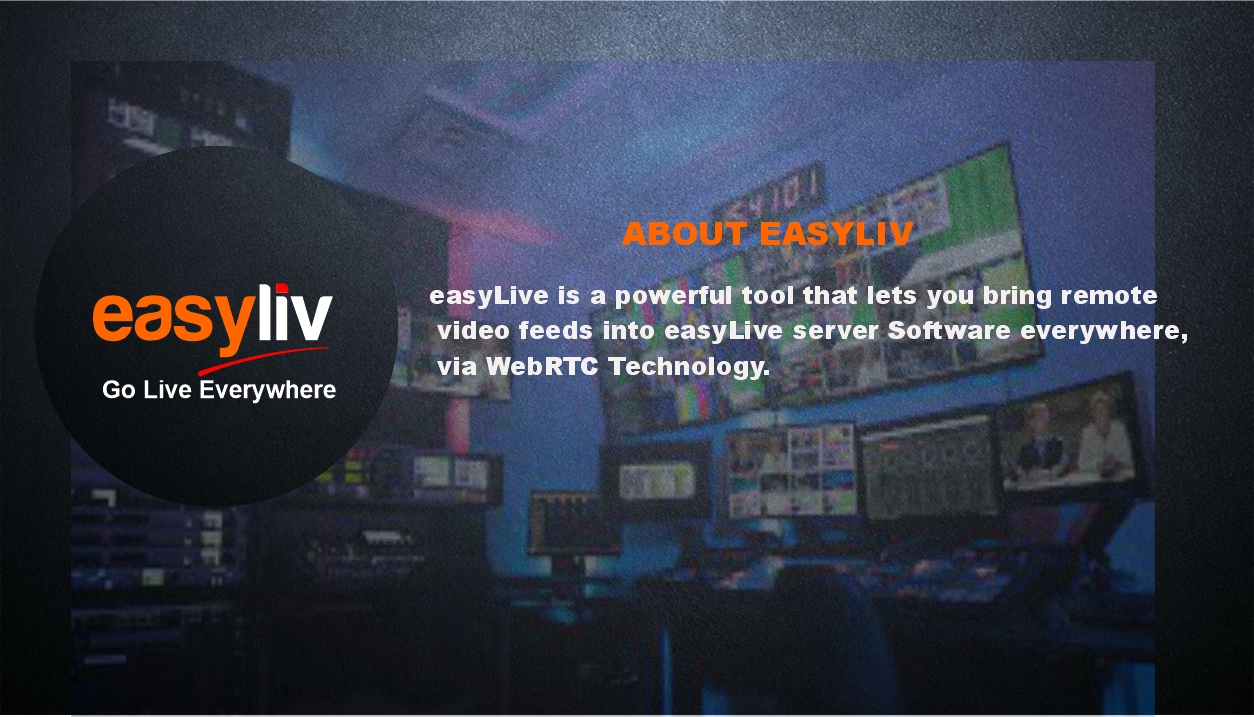 ABOUT EASYLIV
easyLive is a powerful tool that lets you bring remote
video feeds into easyLive server Software everywhere,
via WebRTC Technology.
easyliv
Go Live Everywhere